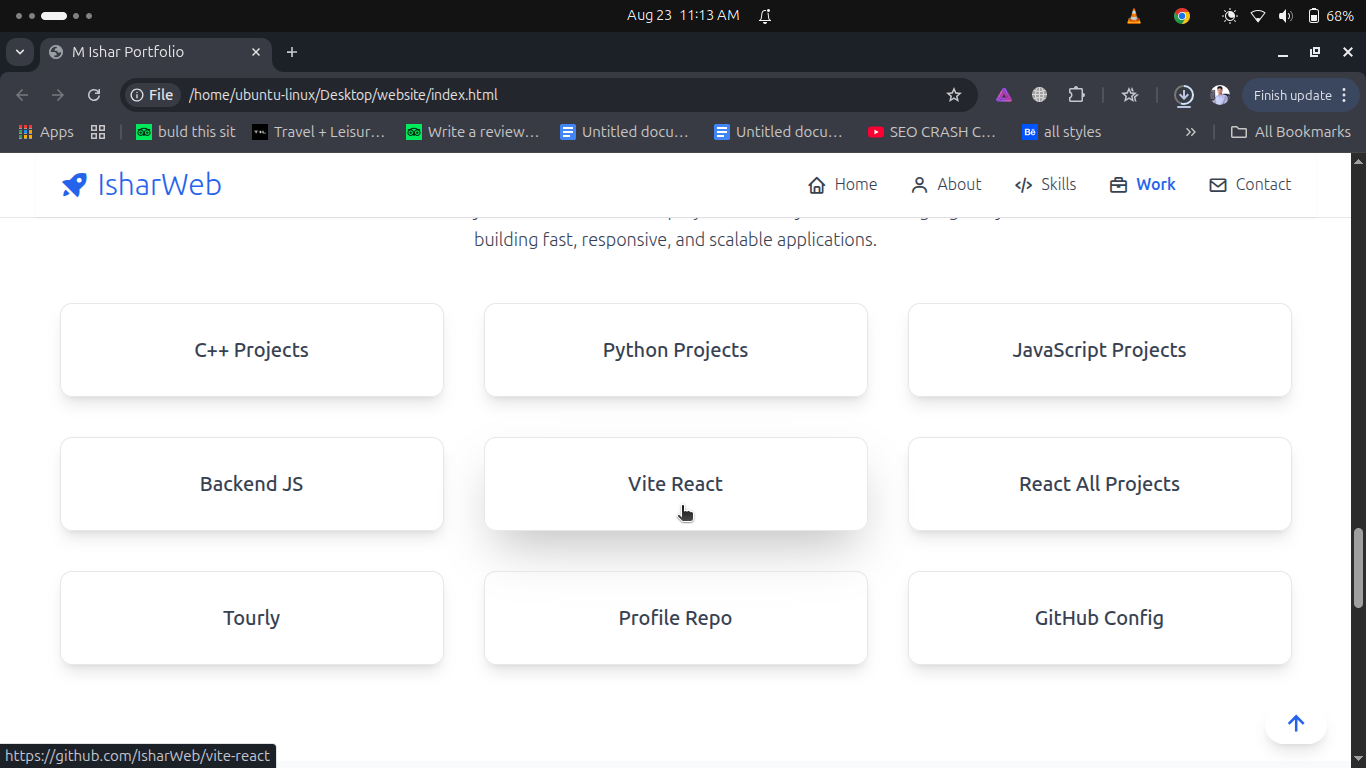 Aug 23 11:13 AM
68%
M Ishar Portfolio
File /home/ubuntu-linux/Desktop/website/index.html
Finish update
Apps buld this sit Travel + Leisur… Write a review… Untitled docu… Untitled docu… SEO CRASH C… all styles » All Bookmarks
IsharWeb Home About Skills Work Contact
building fast, responsive, and scalable applications.
C++ Projects Python Projects JavaScript Projects
Backend JS Vite React React All Projects
Tourly Profile Repo GitHub Config
https://github.com/IsharWeb/vite-react